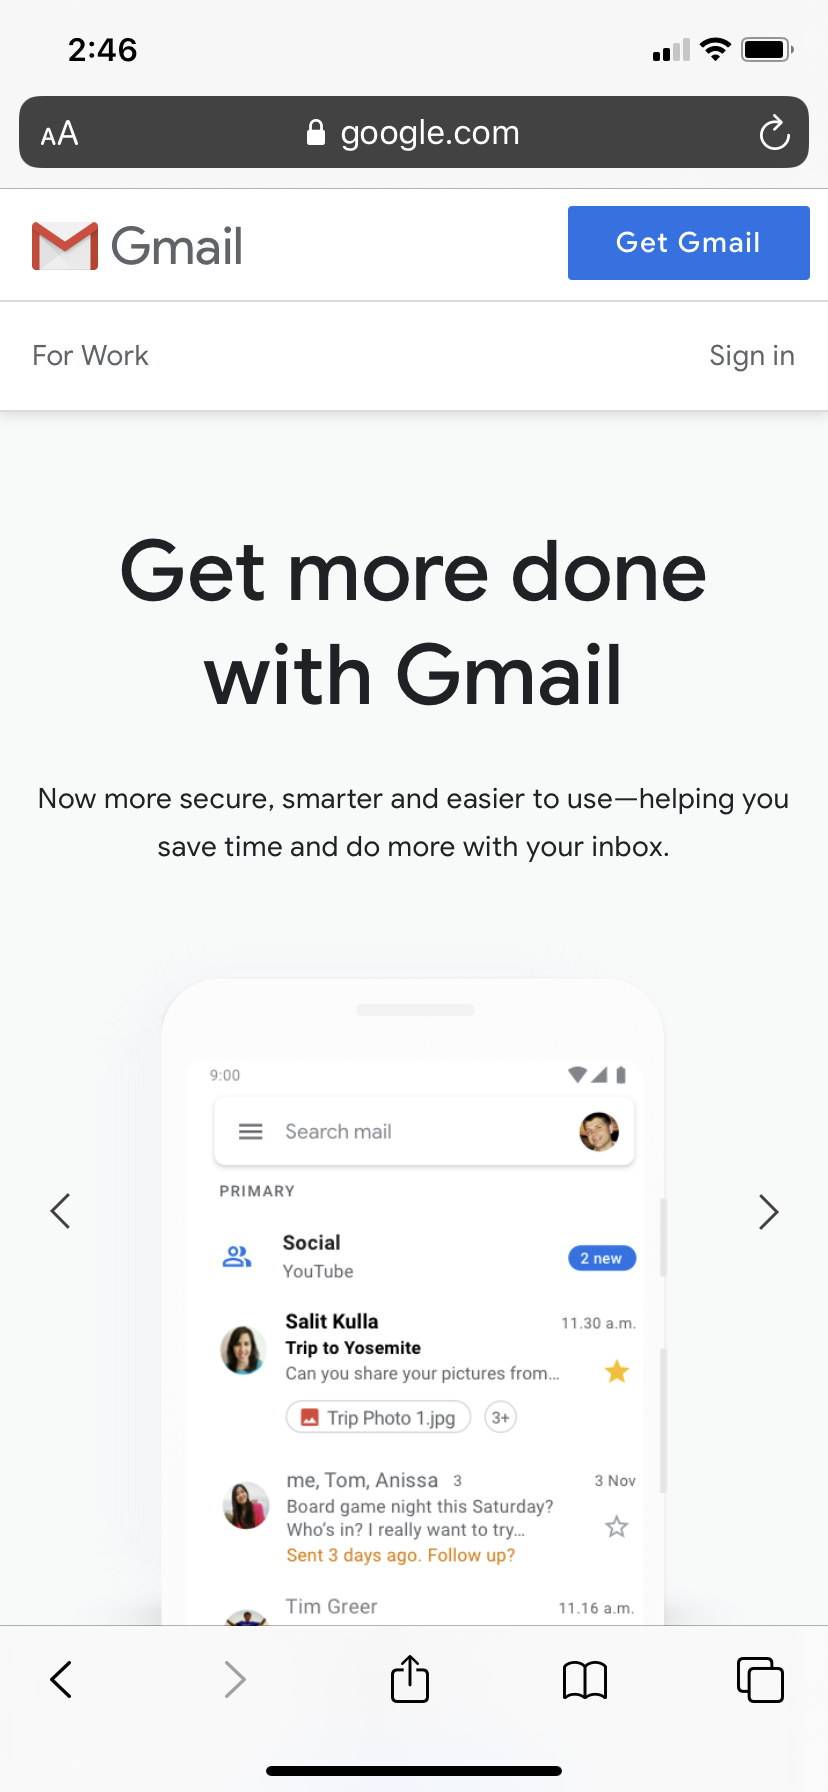 2:46
AA
google.com
Gmail
Get Gmail
For Work
Sign in
Get more done
with Gmail
Now more secure, smarter and easier to use—helping you
save time and do more with your inbox.
9:00
Search mail
PRIMARY
Social
2 new
YouTube
Salit Kulla
11.30 a.m.
Trip to Yosemite
Can you share your pictures from...
Trip Photo 1.jpg
3+
me, Tom, Anissa 3
3 Nov
Board game night this Saturday?
Who's in? I really want to try...
Sent 3 days ago. Follow up?
Tim Greer
11.16 a.m.